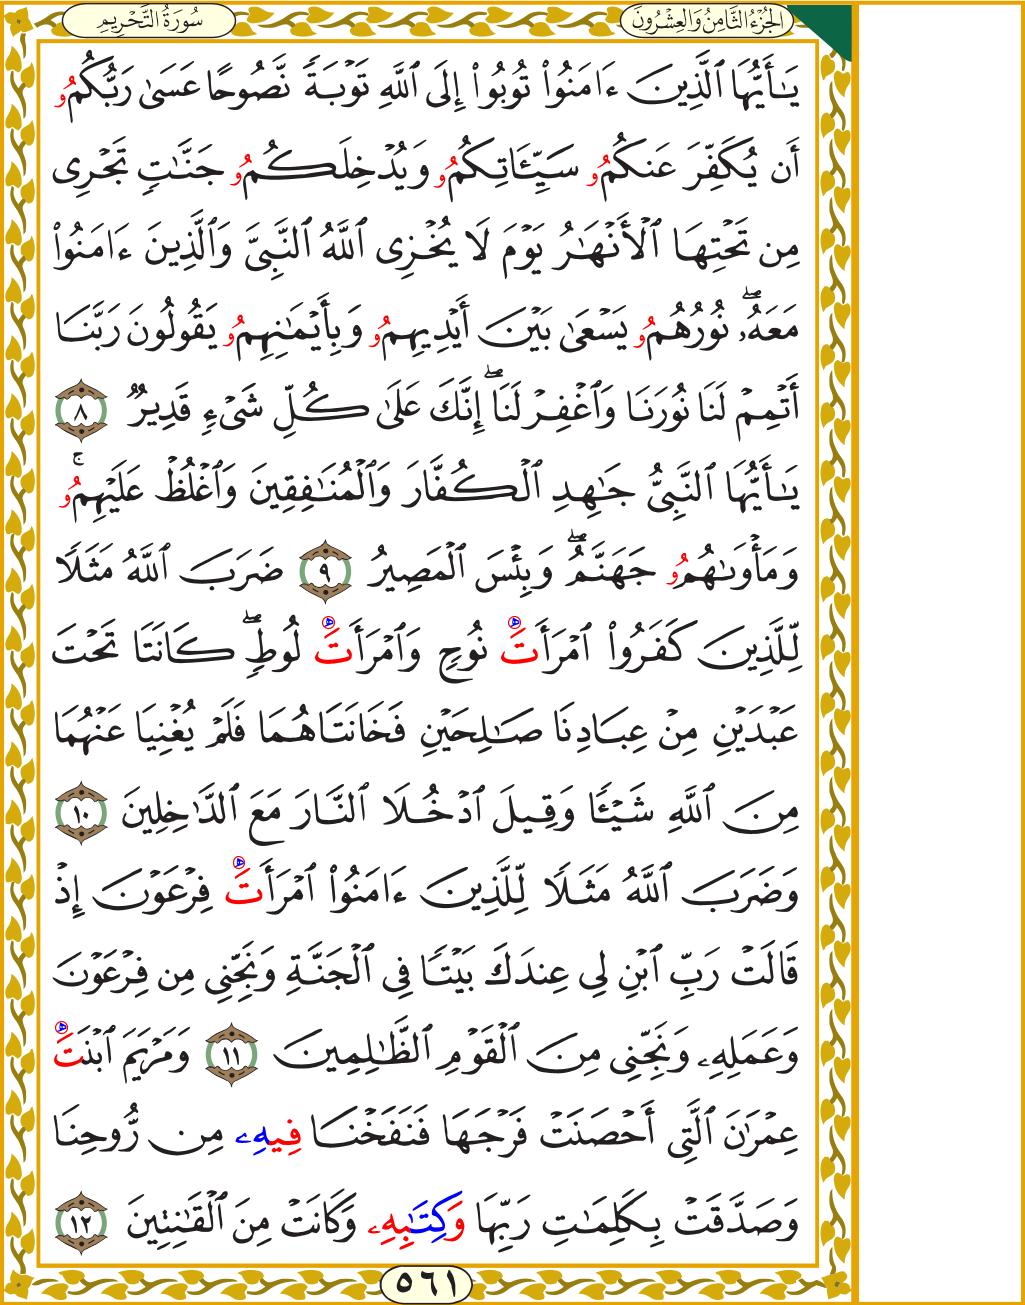 الجُزْءُ الثَّامِنُ وَالعِشْرُونَ
سُورَةُ التَّحْرِيمِ
يَـٰٓأَيُّهَا ٱلَّذِينَ ءَامَنُوا۟ تُوبُوٓا۟ إِلَى ٱللَّهِ تَوْبَةً نَّصُوحًا عَسَىٰ رَبُّكُمُۥ
أَن يُكَفِّرَ عَنكُمُۥ سَيِّـَٔاتِكُمُۥ وَيُدْخِلَكُمُۥ جَنَّـٰتٍ تَجْرِى
مِن تَحْتِهَا ٱلْأَنْهَـٰرُ يَوْمَ لَا يُخْزِى ٱللَّهُ ٱلنَّبِىَّ وَٱلَّذِينَ ءَامَنُوا۟
مَعَهُۥۖ نُورُهُمُۥ يَسْعَىٰ بَيْنَ أَيْدِيهِمُۥ وَبِأَيْمَـٰنِهِمُۥ يَقُولُونَ رَبَّنَا
أَتْمِمْ لَنَا نُورَنَا وَٱغْفِرْ لَنَاۖ إِنَّكَ عَلَىٰ كُلِّ شَىْءٍ قَدِيرٌ ٨
يَـٰٓأَيُّهَا ٱلنَّبِىُّ جَـٰهِدِ ٱلْكُفَّارَ وَٱلْمُنَـٰفِقِينَ وَٱغْلُظْ عَلَيْهِمُۥۚ
وَمَأْوَىٰهُمُۥ جَهَنَّمُۖ وَبِئْسَ ٱلْمَصِيرُ ٩ ضَرَبَ ٱللَّهُ مَثَلًا
لِّلَّذِينَ كَفَرُوا۟ ٱمْرَأَتَ نُوحٍ وَٱمْرَأَتَ لُوطٍۖ كَانَتَا تَحْتَ
عَبْدَيْنِ مِنْ عِبَادِنَا صَـٰلِحَيْنِ فَخَانَتَاهُمَا فَلَمْ يُغْنِيَا عَنْهُمَا
مِنَ ٱللَّهِ شَيْـًٔا وَقِيلَ ٱدْخُلَا ٱلنَّارَ مَعَ ٱلدَّٰخِلِينَ ١٠
وَضَرَبَ ٱللَّهُ مَثَلًا لِّلَّذِينَ ءَامَنُوا۟ ٱمْرَأَتَ فِرْعَوْنَ إِذْ
قَالَتْ رَبِّ ٱبْنِ لِى عِندَكَ بَيْتًا فِى ٱلْجَنَّةِ وَنَجِّنِى مِن فِرْعَوْنَ
وَعَمَلِهِۦ وَنَجِّنِى مِنَ ٱلْقَوْمِ ٱلظَّـٰلِمِينَ ١١ وَمَرْيَمَ ٱبْنَتَ
عِمْرَٰنَ ٱلَّتِىٓ أَحْصَنَتْ فَرْجَهَا فَنَفَخْنَا فِيهِۦ مِن رُّوحِنَا
وَصَدَّقَتْ بِكَلِمَـٰتِ رَبِّهَا وَكِتَـٰبِهِۦ وَكَانَتْ مِنَ ٱلْقَـٰنِتِينَ ١٢
٥٦١